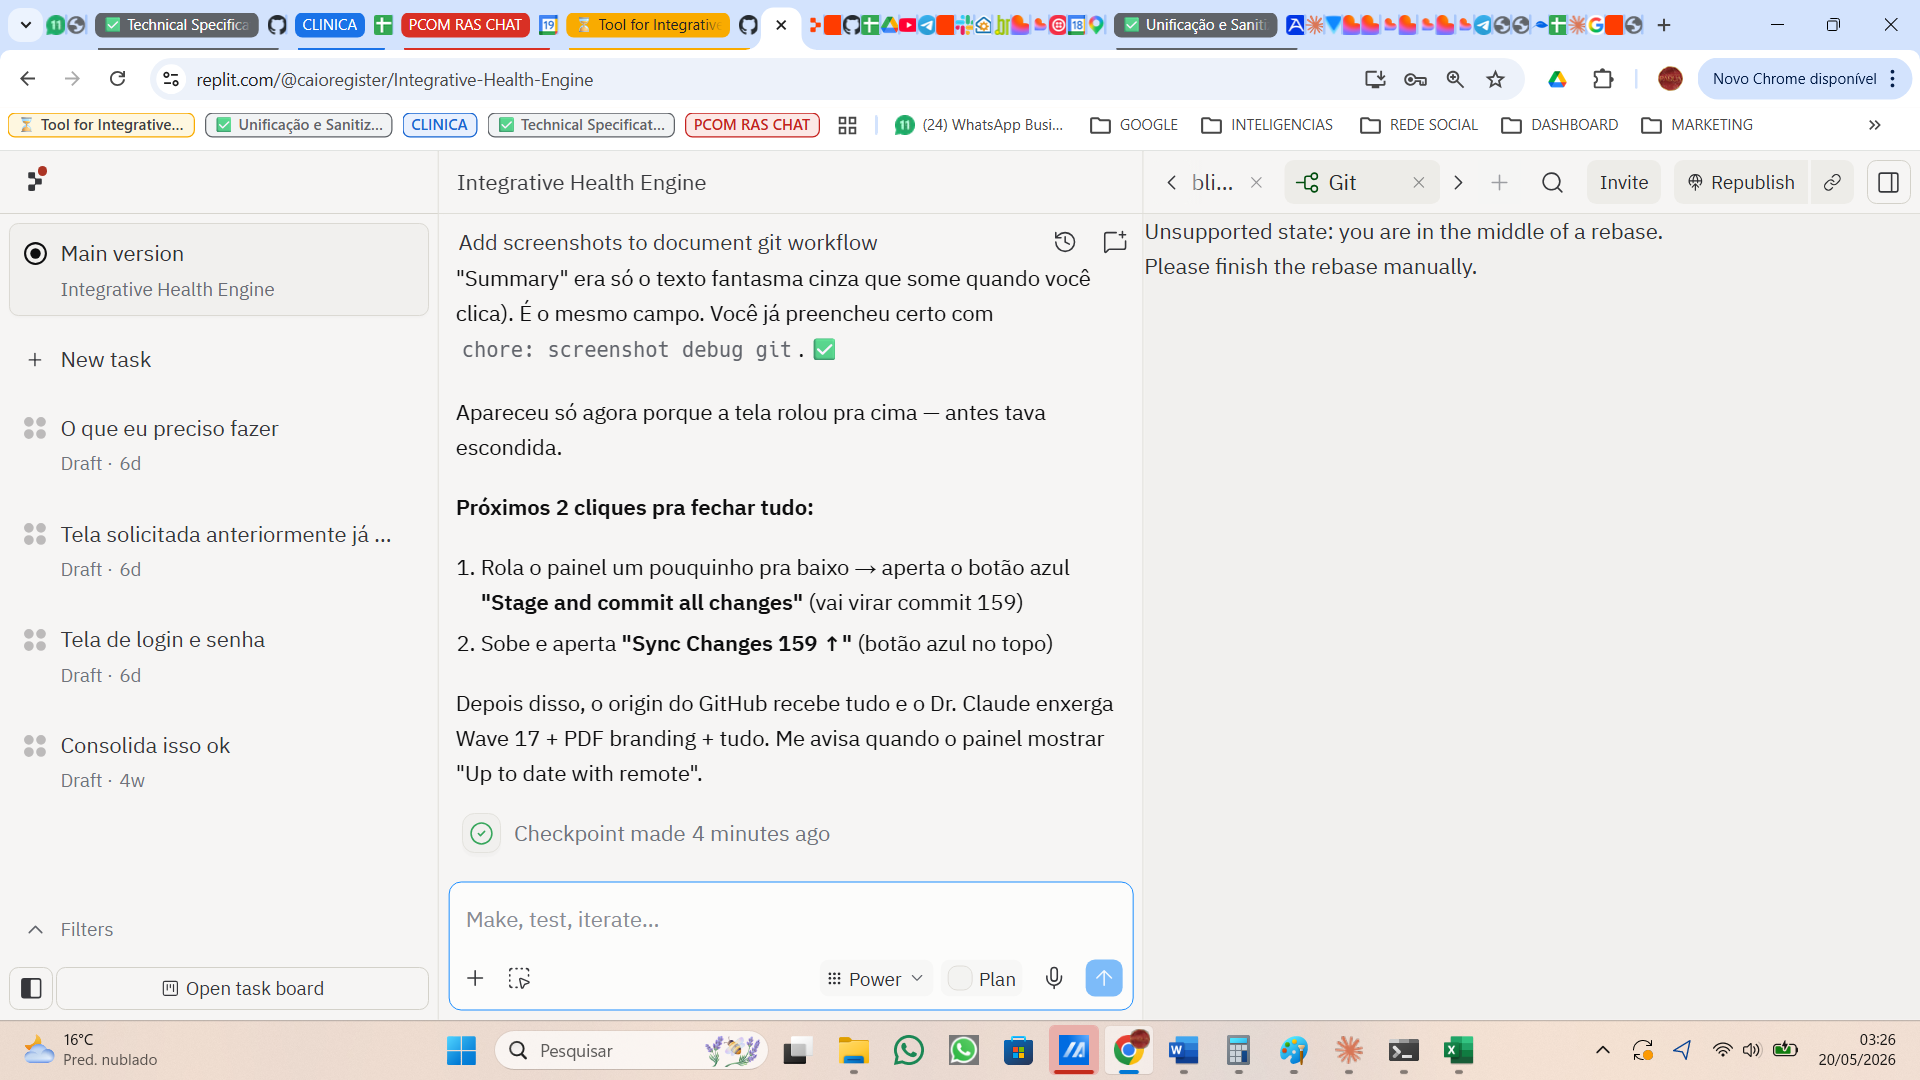 Technical Specifica
CLINICA
PCOM RAS CHAT
Tool for Integrative
Unificação e Saniti
replit.com/@caioregister/Integrative-Health-Engine
Novo Chrome disponível
Tool for Integrative...
Unificação e Sanitiz...
CLINICA
Technical Specificat...
PCOM RAS CHAT
(24) WhatsApp Busi...
GOOGLE
INTELIGENCIAS
REDE SOCIAL
DASHBOARD
MARKETING
Integrative Health Engine
bli...
Git
Invite
Republish
Main version
Integrative Health Engine
New task
O que eu preciso fazer
Draft · 6d
Tela solicitada anteriormente já ...
Draft · 6d
Tela de login e senha
Draft · 6d
Consolida isso ok
Draft · 4w
Filters
Open task board
Add screenshots to document git workflow
"Summary" era só o texto fantasma cinza que some quando você
clica). É o mesmo campo. Você já preencheu certo com
chore: screenshot debug git . ✅
Apareceu só agora porque a tela rolou pra cima — antes tava
escondida.
Próximos 2 cliques pra fechar tudo:
1. Rola o painel um pouquinho pra baixo → aperta o botão azul
"Stage and commit all changes" (vai virar commit 159)
2. Sobe e aperta "Sync Changes 159 ↑" (botão azul no topo)
Depois disso, o origin do GitHub recebe tudo e o Dr. Claude enxerga
Wave 17 + PDF branding + tudo. Me avisa quando o painel mostrar
"Up to date with remote".
Checkpoint made 4 minutes ago
Make, test, iterate...
Power
Plan
Unsupported state: you are in the middle of a rebase.
Please finish the rebase manually.
16°C
Pred. nublado
Pesquisar
03:26
20/05/2026